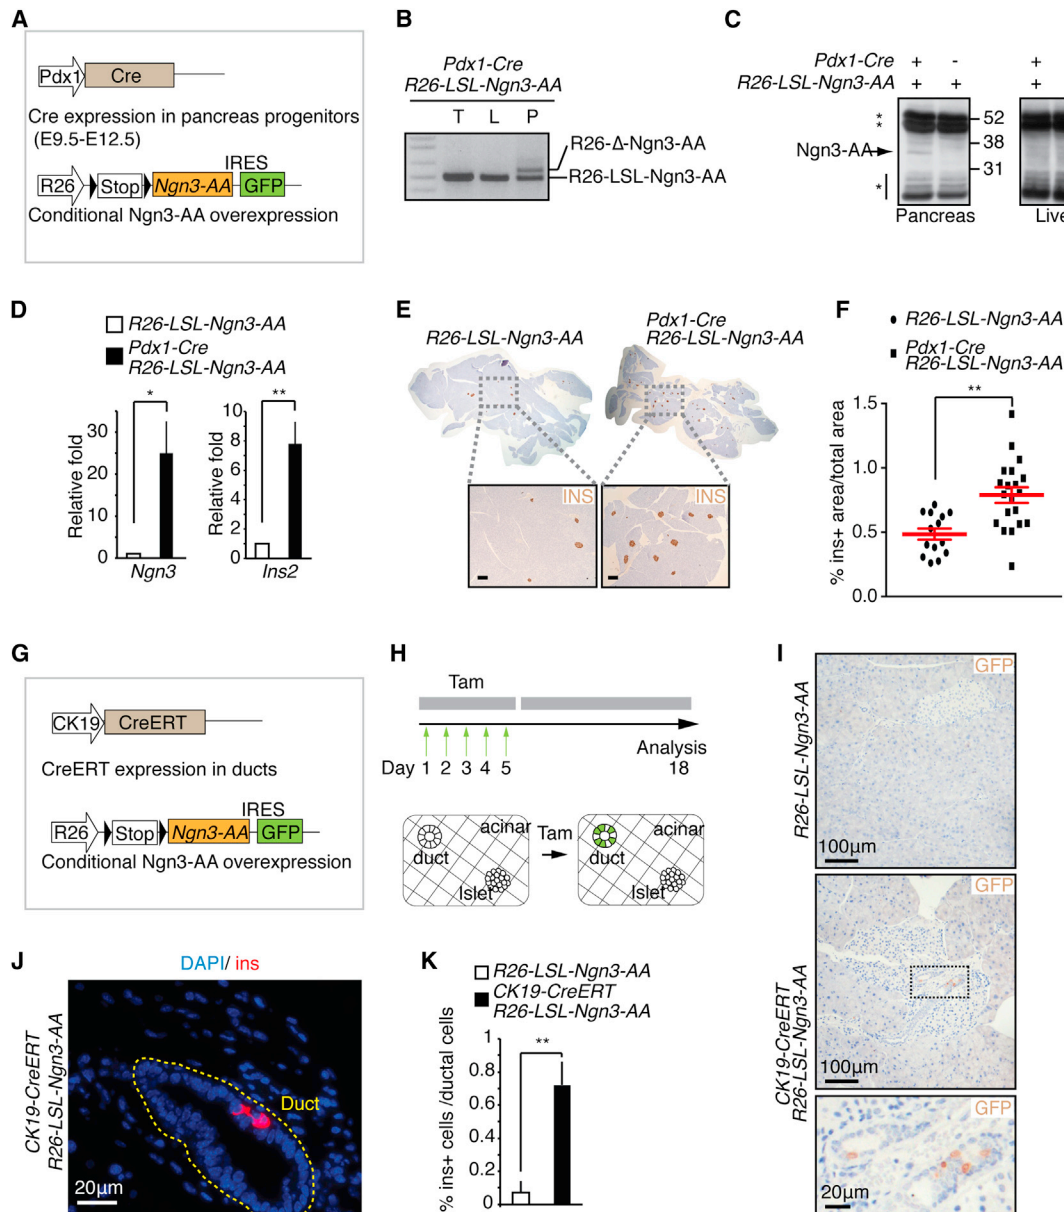 A
Pdx1 Cre
Cre expression in pancreas progenitors
(E9.5-E12.5)
IRES
R26 Stop Ngn3-AA GFP
Conditional Ngn3-AA overexpression
B
Pdx1-Cre
R26-LSL-Ngn3-AA
T L P
R26-Δ-Ngn3-AA
R26-LSL-Ngn3-AA
C
Pdx1-Cre + - +
R26-LSL-Ngn3-AA + + +
*
*
52
38
Ngn3-AA
31
*
Pancreas
Live
D
R26-LSL-Ngn3-AA
Pdx1-Cre
R26-LSL-Ngn3-AA
Relative fold
30
20
10
0
*
Ngn3
Relative fold
10
8
6
4
2
0
**
Ins2
E
R26-LSL-Ngn3-AA
Pdx1-Cre
R26-LSL-Ngn3-AA
INS
INS
F
R26-LSL-Ngn3-AA
Pdx1-Cre
R26-LSL-Ngn3-AA
**
% ins+ area/total area
1.5
1.0
0.5
0.0
G
CK19 CreERT
CreERT expression in ducts
IRES
R26 Stop Ngn3-AA GFP
Conditional Ngn3-AA overexpression
H
Tam
Analysis
Day 1 2 3 4 5 18
acinar
duct
Islet
Tam
acinar
duct
Islet
I
R26-LSL-Ngn3-AA
GFP
100μm
CK19-CreERT
R26-LSL-Ngn3-AA
GFP
100μm
GFP
20μm
J
DAPI/ ins
CK19-CreERT
R26-LSL-Ngn3-AA
Duct
20μm
K
R26-LSL-Ngn3-AA
CK19-CreERT
R26-LSL-Ngn3-AA
% ins+ cells /ductal cells
1
0.8
0.6
0.4
0.2
0
**